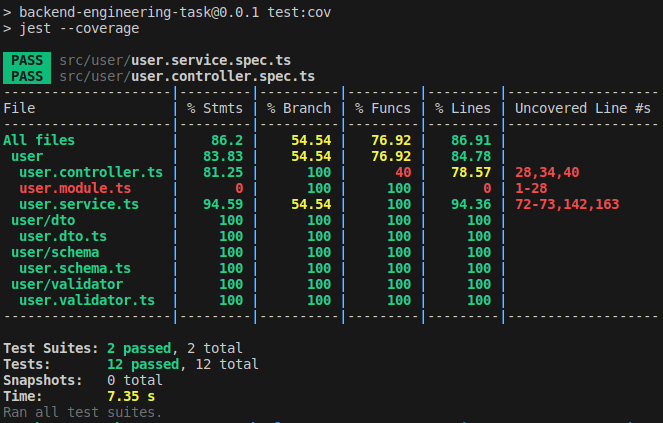 > backend-engineering-task@0.0.1 test:cov
> jest --coverage
PASS src/user/user.service.spec.ts
PASS src/user/user.controller.spec.ts
---------------------|---------|----------|---------|---------|-------------------
File                 | % Stmts | % Branch | % Funcs | % Lines | Uncovered Line #s
---------------------|---------|----------|---------|---------|-------------------
All files            |    86.2 |    54.54 |   76.92 |   86.91 |
 user                |   83.83 |    54.54 |   76.92 |   84.78 |
  user.controller.ts |   81.25 |      100 |      40 |   78.57 | 28,34,40
  user.module.ts     |       0 |      100 |     100 |       0 | 1-28
  user.service.ts    |   94.59 |    54.54 |     100 |   94.36 | 72-73,142,163
 user/dto            |     100 |      100 |     100 |     100 |
  user.dto.ts        |     100 |      100 |     100 |     100 |
 user/schema         |     100 |      100 |     100 |     100 |
  user.schema.ts     |     100 |      100 |     100 |     100 |
 user/validator      |     100 |      100 |     100 |     100 |
  user.validator.ts  |     100 |      100 |     100 |     100 |
---------------------|---------|----------|---------|---------|-------------------
Test Suites: 2 passed, 2 total
Tests:       12 passed, 12 total
Snapshots:   0 total
Time:        7.35 s
Ran all test suites.